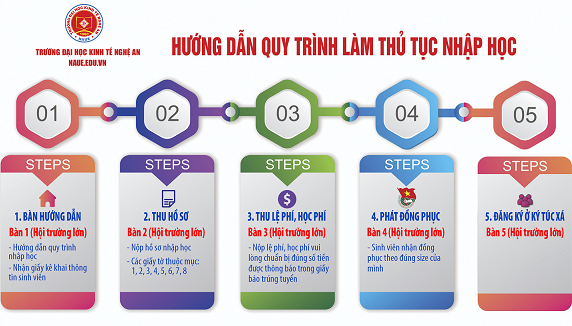 TRƯỜNG ĐẠI HỌC KINH TẾ NGHỆ AN
NAUE.EDU.VN
HƯỚNG DẪN QUY TRÌNH LÀM THỦ TỤC NHẬP HỌC
01
02
03
04
05
STEPS
STEPS
STEPS
STEPS
STEPS
1. BÀN HƯỚNG DẪN
Bàn 1 (Hội trường lớn)
- Hướng dẫn quy trình
nhập học
- Nhận giấy kê khai thông
tin sinh viên
2. THU HỒ SƠ
Bàn 2 (Hội trường lớn)
- Nộp hồ sơ nhập học
- Các giấy tờ thuộc mục:
1, 2, 3, 4, 5, 6, 7, 8
$
3. THU LỆ PHÍ, HỌC PHÍ
Bàn 3 (Hội trường lớn)
- Nộp lệ phí, học phí vui
lòng chuẩn bị đúng số tiền
được thông báo trong giấy
báo trúng tuyển
4. PHÁT ĐỒNG PHỤC
Bàn 4 (Hội trường lớn)
- Sinh viên nhận đồng
phục theo đúng size của
mình
5. ĐĂNG KÝ Ở KÝ TÚC XÁ
Bàn 5 (Hội trường lớn)